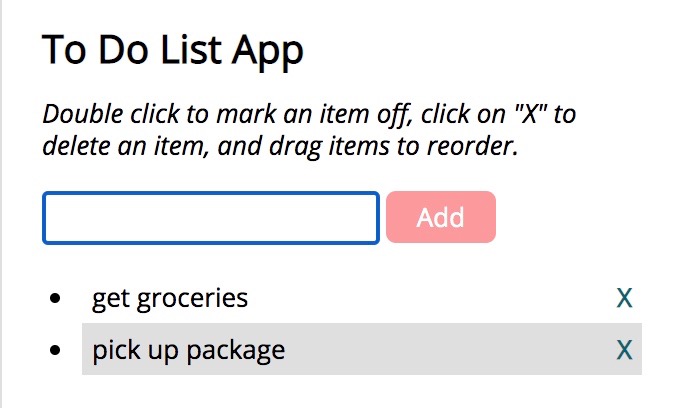 To Do List App
Double click to mark an item off, click on "X" to
delete an item, and drag items to reorder.
Add
get groceries X
pick up package X